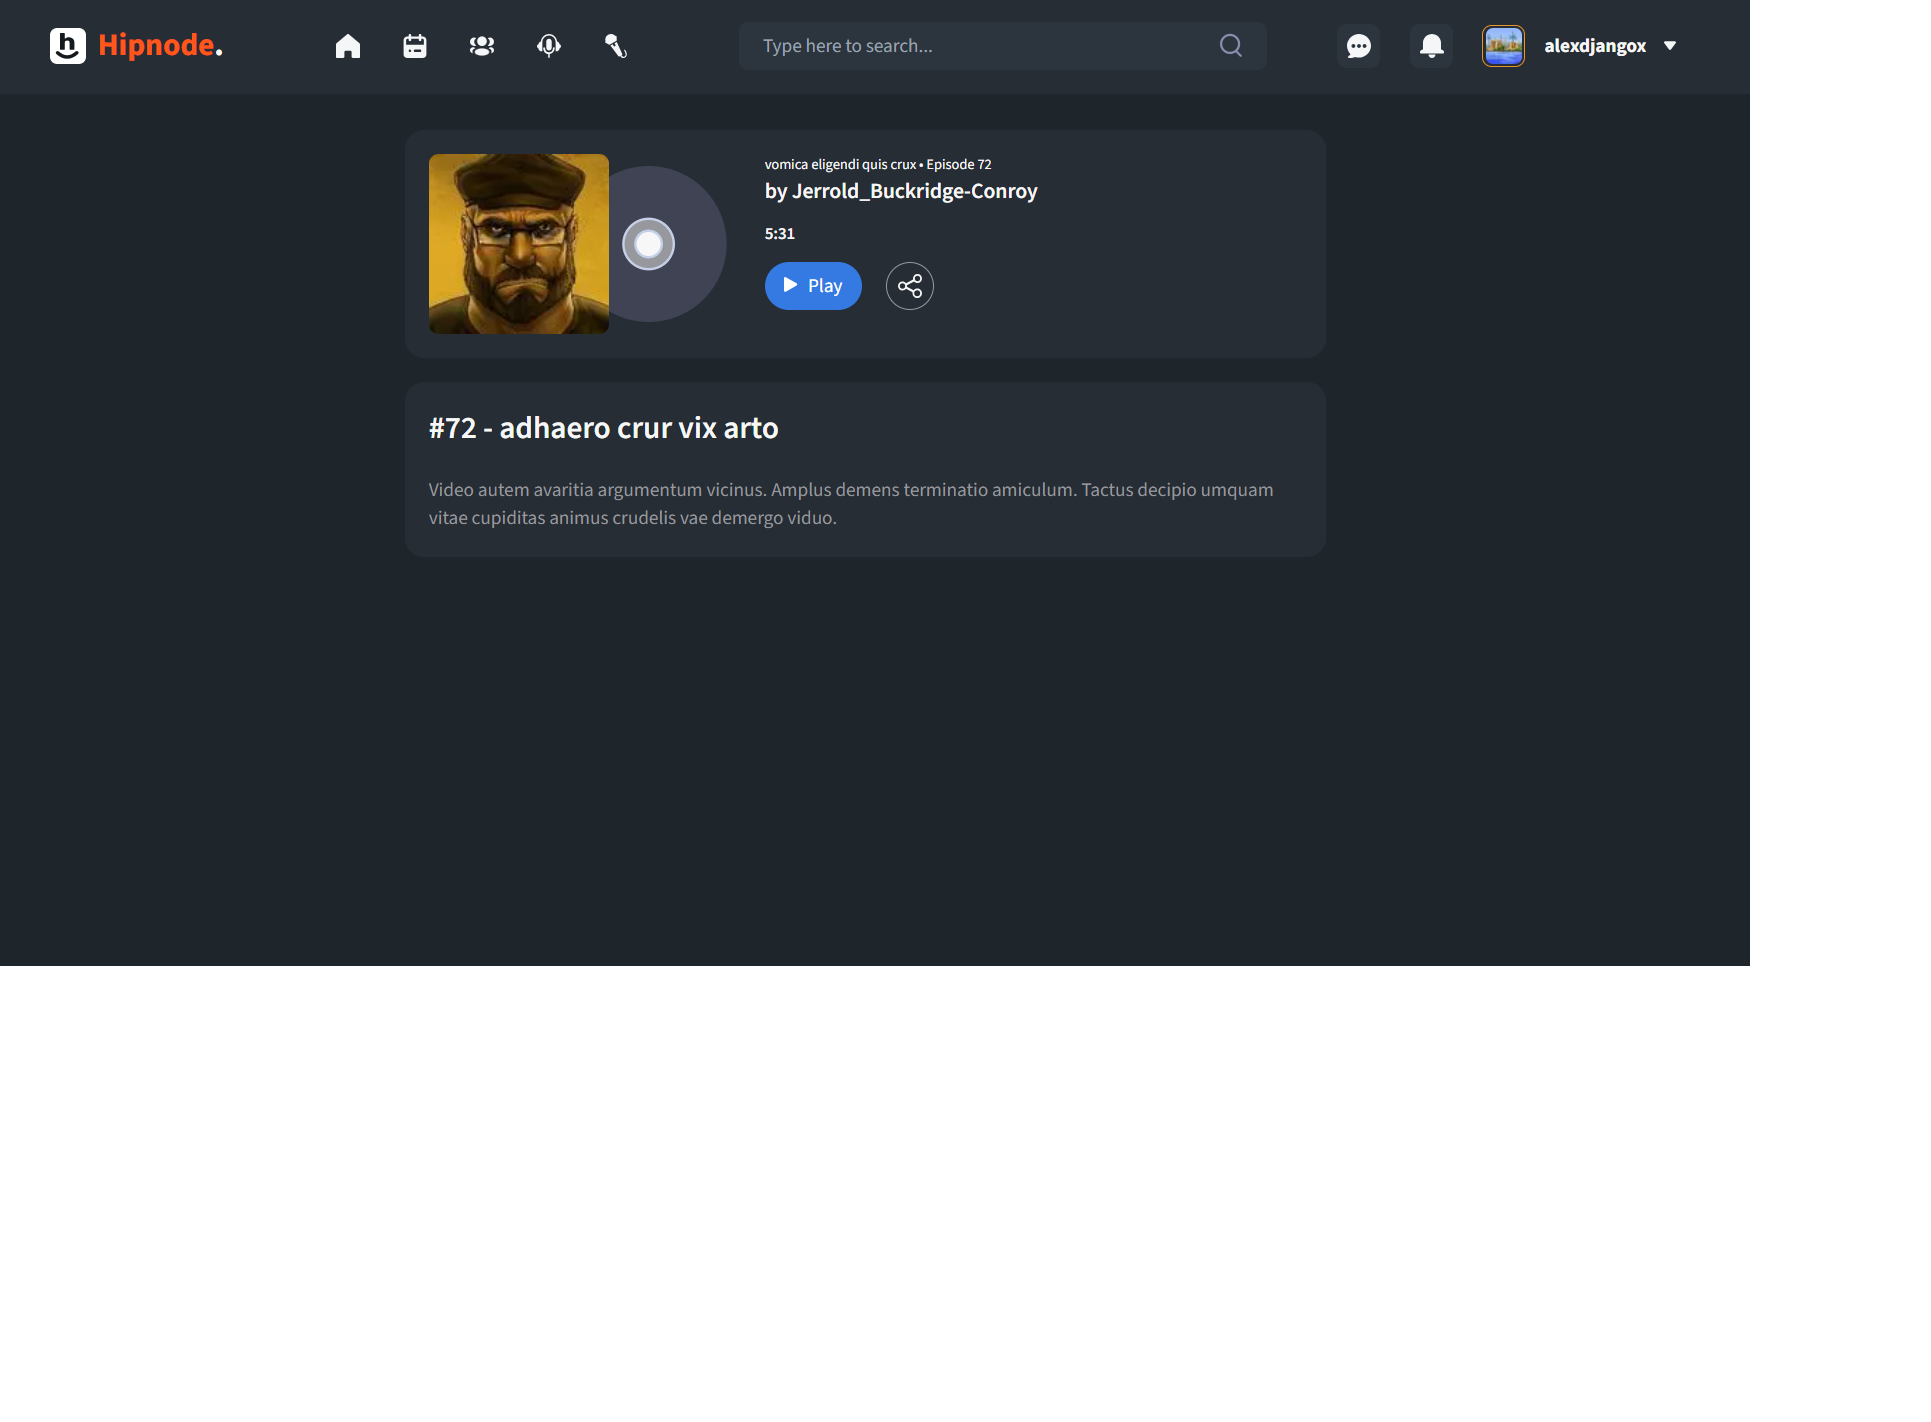 h Hipnode.
Type here to search...
alexdjangox
vomica eligendi quis crux • Episode 72
by Jerrold_Buckridge-Conroy
5:31
Play
#72 - adhaero crur vix arto
Video autem avaritia argumentum vicinus. Amplus demens terminatio amiculum. Tactus decipio umquam
vitae cupiditas animus crudelis vae demergo viduo.